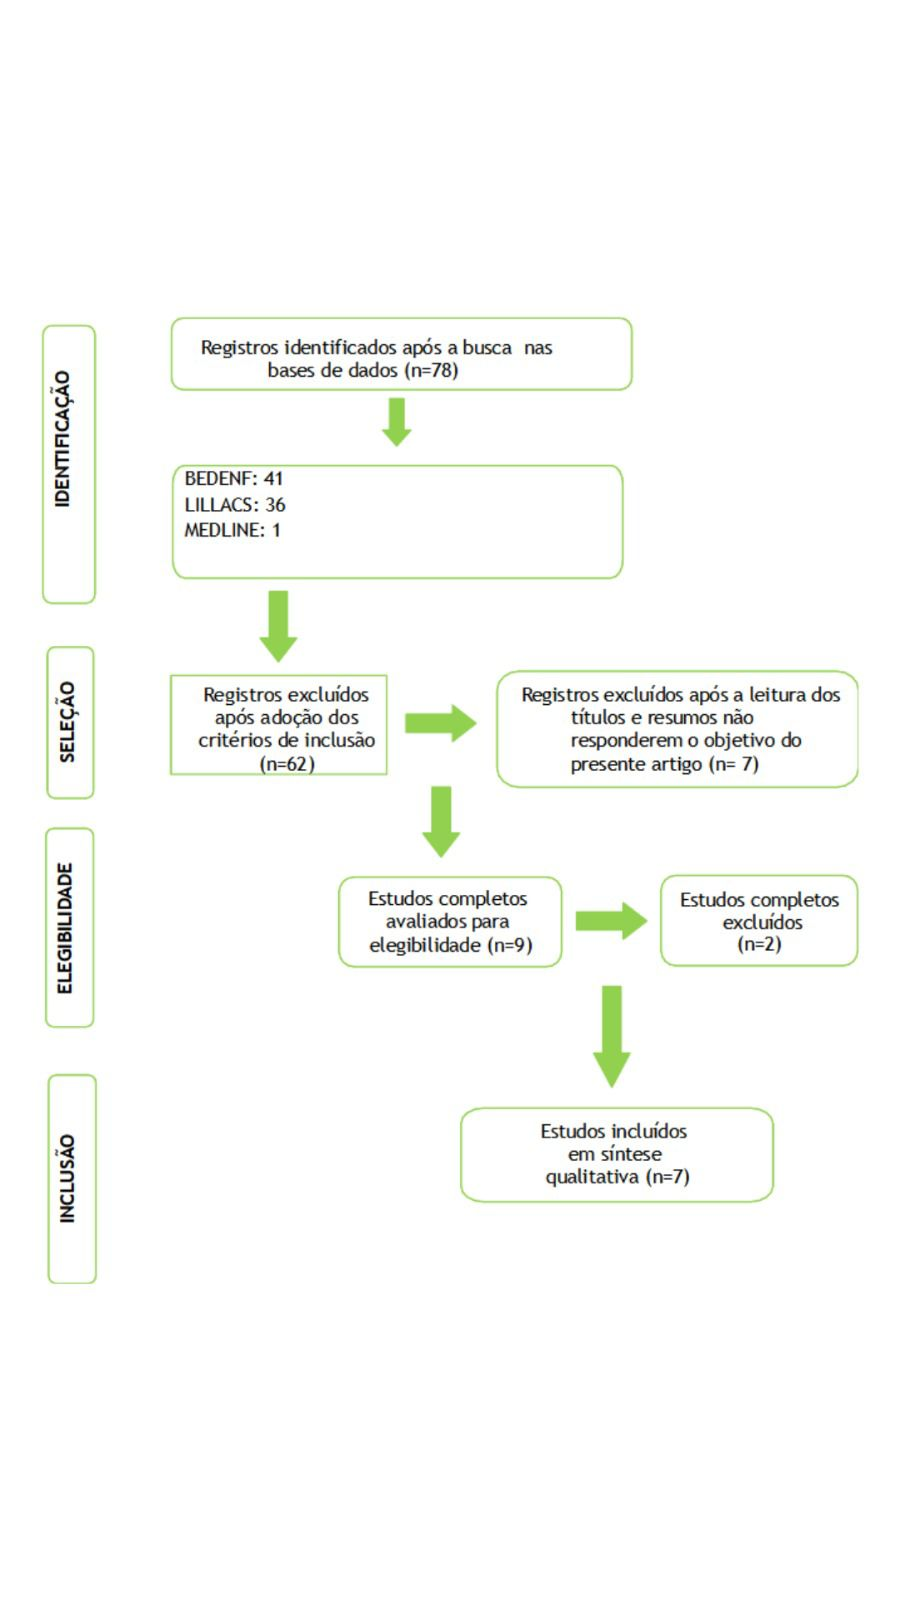 IDENTIFICAÇÃO
Registros identificados após a busca nas
bases de dados (n=78)
BEDENF: 41
LILLACS: 36
MEDLINE: 1
SELEÇÃO
Registros excluídos
após adoção dos
critérios de inclusão
(n=62)
Registros excluídos após a leitura dos
títulos e resumos não
responderem o objetivo do
presente artigo (n= 7)
ELEGIBILIDADE
Estudos completos
avaliados para
elegibilidade (n=9)
Estudos completos
excluídos
(n=2)
INCLUSÃO
Estudos incluídos
em síntese
qualitativa (n=7)